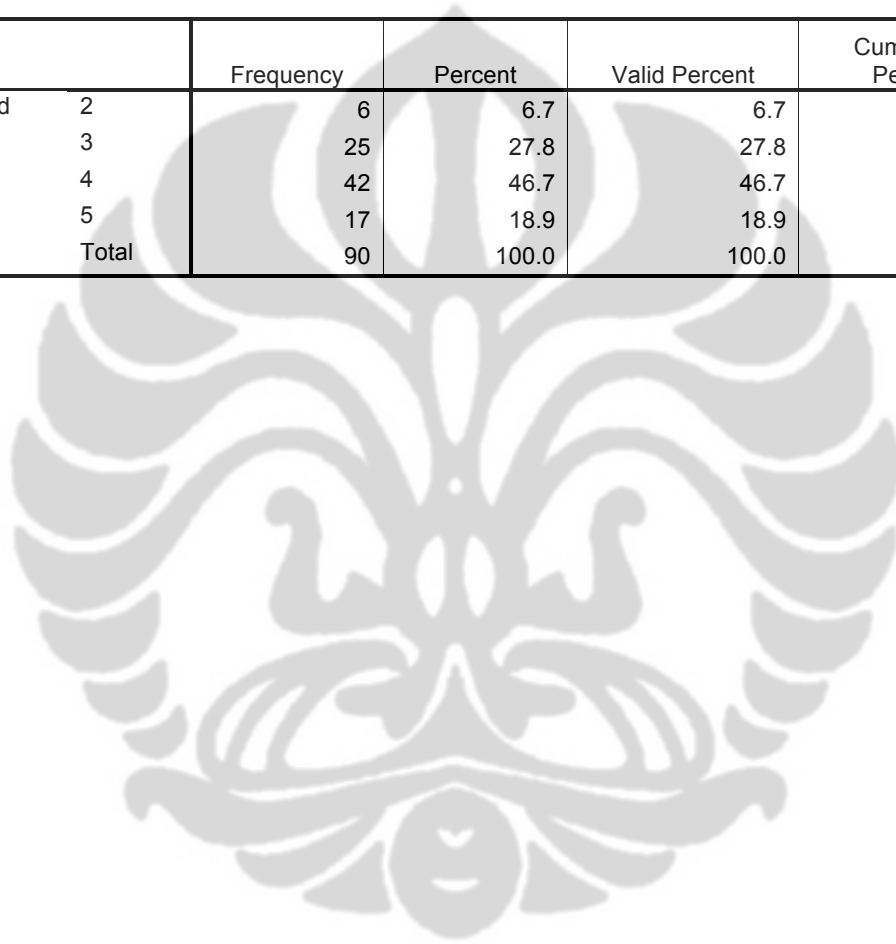 Frequency Percent Valid Percent
2 6 6.7 6.7
3 25 27.8 27.8
4 42 46.7 46.7
5 17 18.9 18.9
Total 90 100.0 100.0